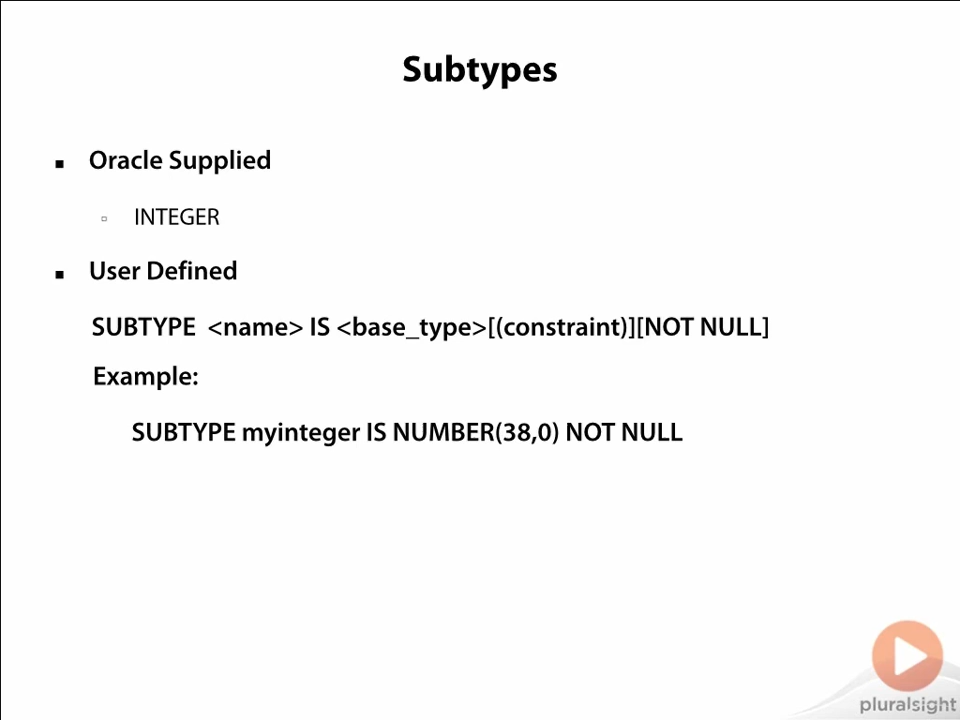 Subtypes
Oracle Supplied
INTEGER
User Defined
SUBTYPE <name> IS <base_type>[(constraint)][NOT NULL]
Example:
SUBTYPE myinteger IS NUMBER(38,0) NOT NULL
pluralsight